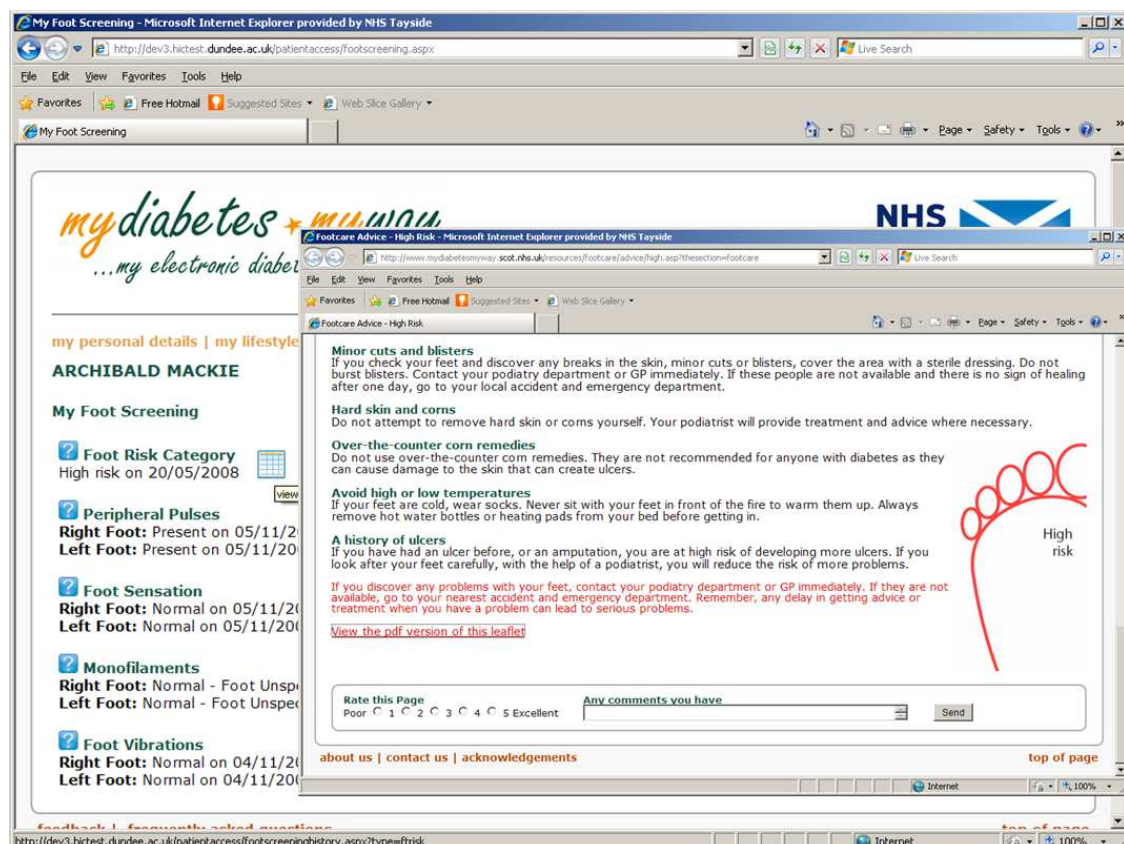 My Foot Screening - Microsoft Internet Explorer provided by NHS Tayside
http://dev3.hictest.dundee.ac.uk/patientaccess/footscreening.aspx
Live Search
File Edit View Favorites Tools Help
Favorites Free Hotmail Suggested Sites Web Slice Gallery
My Foot Screening
Page Safety Tools
mydiabetes myway
NHS
...my electronic diabet
my personal details | my lifestyle
ARCHIBALD MACKIE
My Foot Screening
Foot Risk Category
High risk on 20/05/2008
view
Peripheral Pulses
Right Foot: Present on 05/11/2
Left Foot: Present on 05/11/20
Foot Sensation
Right Foot: Normal on 05/11/20
Left Foot: Normal on 05/11/200
Monofilaments
Right Foot: Normal - Foot Unsp
Left Foot: Normal - Foot Unspe
Foot Vibrations
Right Foot: Normal on 04/11/20
Left Foot: Normal on 04/11/200
feedback | frequently asked questions
top of page
http://dev3.hictest.dundee.ac.uk/patientaccess/footscreeninghistory.aspx?type=ftrisk
Internet
100%
Footcare Advice - High Risk - Microsoft Internet Explorer provided by NHS Tayside
http://www.mydiabetesmyway.scot.nhs.uk/resources/footcare/advice/high.asp?thesection=footcare
Live Search
File Edit View Favorites Tools Help
Favorites Free Hotmail Suggested Sites Web Slice Gallery
Footcare Advice - High Risk
Page Safety Tools
Minor cuts and blisters
If you check your feet and discover any breaks in the skin, minor cuts or blisters, cover the area with a sterile dressing. Do not
burst blisters. Contact your podiatry department or GP immediately. If these people are not available and there is no sign of healing
after one day, go to your local accident and emergency department.
Hard skin and corns
Do not attempt to remove hard skin or corns yourself. Your podiatrist will provide treatment and advice where necessary.
Over-the-counter corn remedies
Do not use over-the-counter corn remedies. They are not recommended for anyone with diabetes as they
can cause damage to the skin that can create ulcers.
Avoid high or low temperatures
If your feet are cold, wear socks. Never sit with your feet in front of the fire to warm them up. Always
remove hot water bottles or heating pads from your bed before getting in.
A history of ulcers
If you have had an ulcer before, or an amputation, you are at high risk of developing more ulcers. If you
look after your feet carefully, with the help of a podiatrist, you will reduce the risk of more problems.
If you discover any problems with your feet, contact your podiatry department or GP immediately. If they are not
available, go to your nearest accident and emergency department. Remember, any delay in getting advice or
treatment when you have a problem can lead to serious problems.
View the pdf version of this leaflet
High
risk
Rate this Page
Poor 1 2 3 4 5 Excellent
Any comments you have
Send
about us | contact us | acknowledgements
top of page
Internet
100%